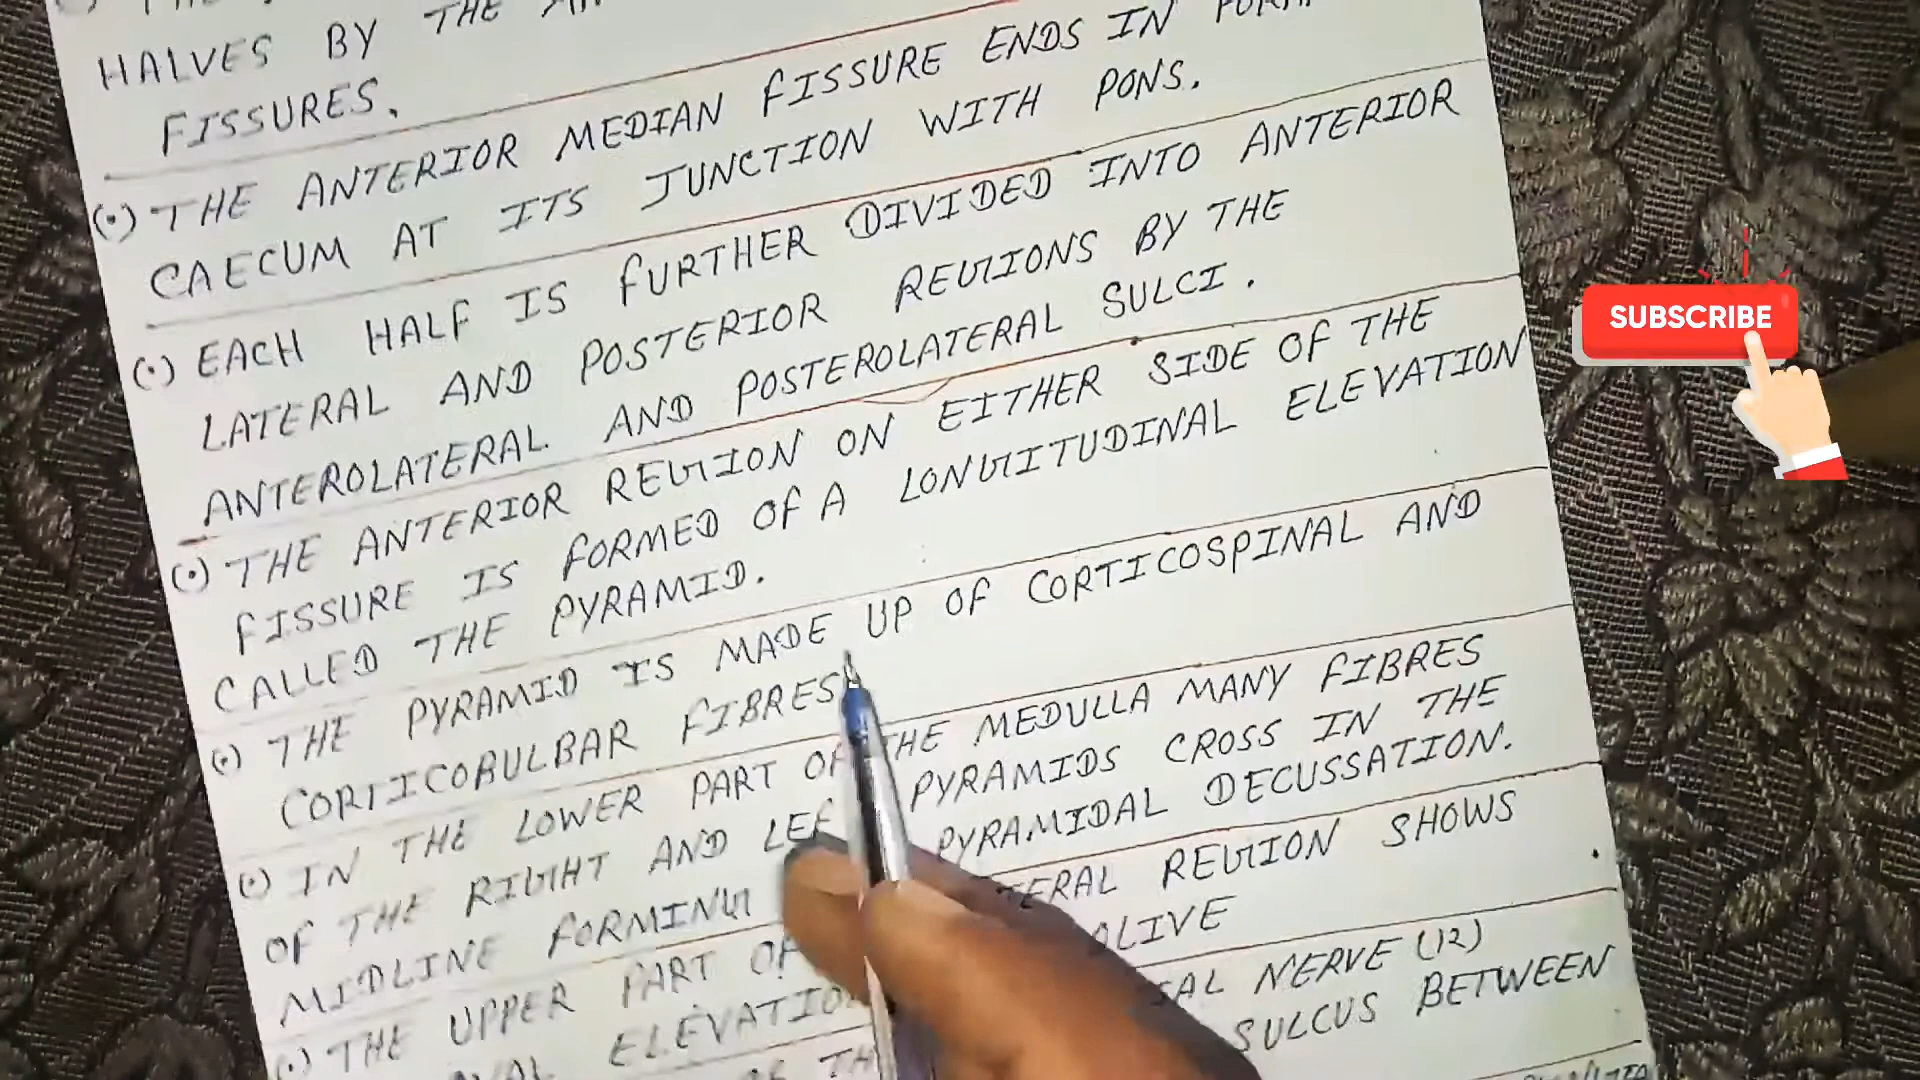 HALVES BY THE
FISSURES.
(•) THE ANTERIOR MEDIAN FISSURE ENDS IN
CAECUM AT ITS JUNCTION WITH PONS.
(•) EACH HALF IS FURTHER DIVIDED INTO ANTERIOR
LATERAL AND POSTERIOR REGIONS BY THE
ANTEROLATERAL AND POSTEROLATERAL SULCI.
(•) THE ANTERIOR REGION ON EITHER SIDE OF THE
FISSURE IS FORMED OF A LONGITUDINAL ELEVATION
CALLED THE PYRAMID.
(•) THE PYRAMID IS MADE UP OF CORTICOSPINAL AND
CORTICOBULBAR FIBRES
(•) IN THE LOWER PART OF THE MEDULLA MANY FIBRES
OF THE RIGHT AND PYRAMIDS CROSS IN THE
MIDLINE FORMING PYRAMIDAL DECUSSATION.
(•) THE UPPER PART OF REGION SHOWS
ELEVATION OLIVE
NERVE (12)
SULCUS BETWEEN
SUBSCRIBE